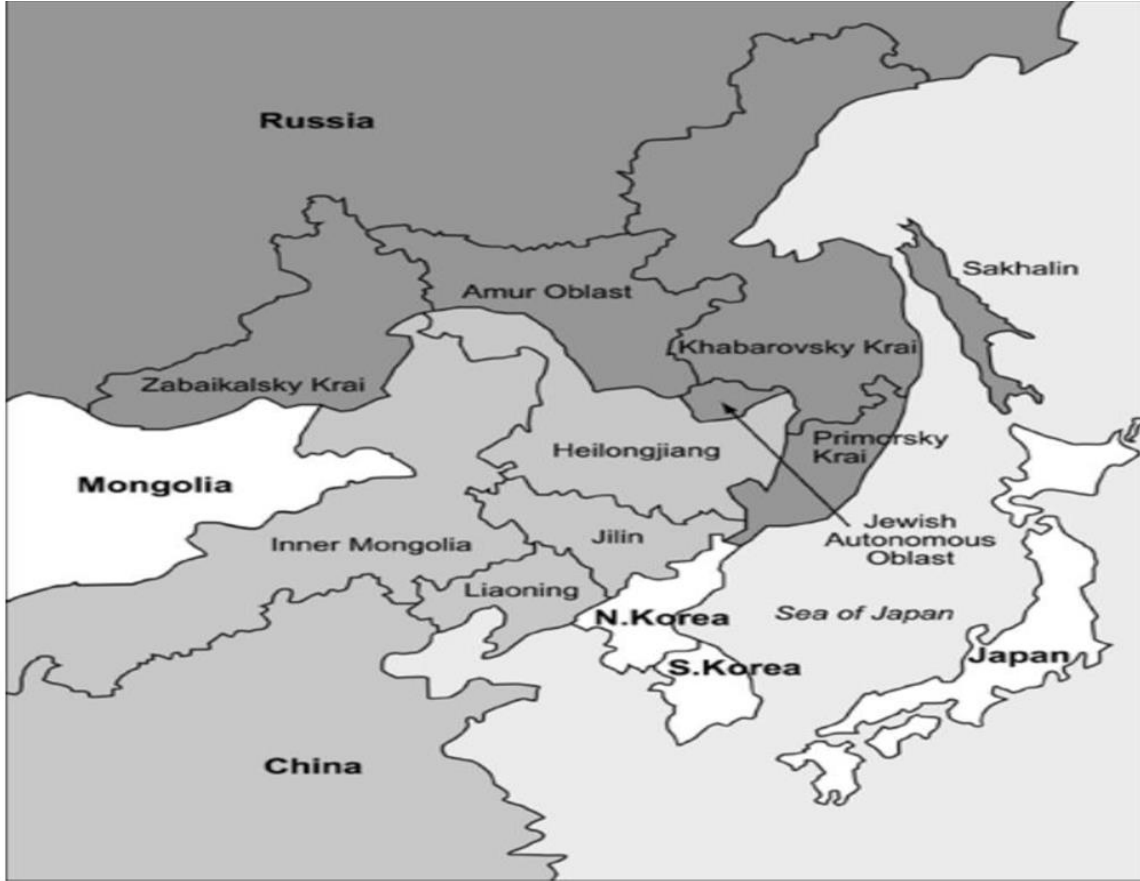 Russia
Sakhalin
Amur Oblast
Khabarovsky Krai
Zabaikalsky Krai
Primorsky
Krai
Heilongjiang
Mongolia
Jewish
Autonomous
Oblast
Jilin
Inner Mongolia
Liaoning
N.Korea
Sea of Japan
Japan
S.Korea
China